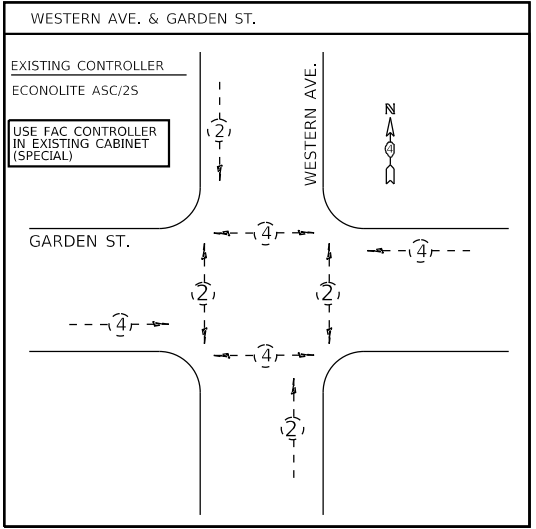 WESTERN AVE. & GARDEN ST.
EXISTING CONTROLLER
ECONOLITE ASC/2S
USE FAC CONTROLLER
IN EXISTING CABINET
(SPECIAL)
2
WESTERN AVE.
N
4
GARDEN ST.
4
4
2
2
4
4
2